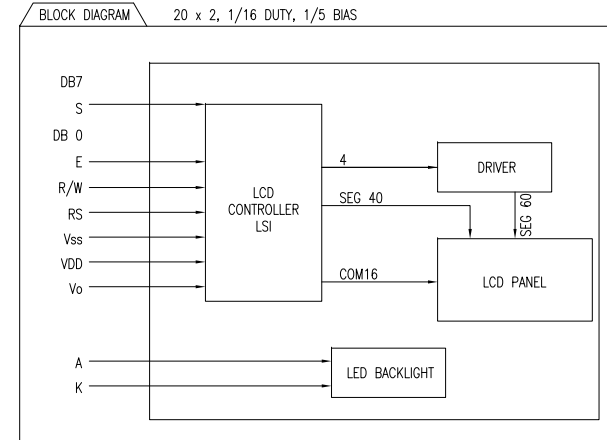 BLOCK DIAGRAM 20 x 2, 1/16 DUTY, 1/5 BIAS
DB7
S
DB 0
E
R/W
RS
Vss
VDD
Vo
A
K
LCD
CONTROLLER
LSI
4
SEG 40
COM16
DRIVER
SEG 60
LCD PANEL
LED BACKLIGHT